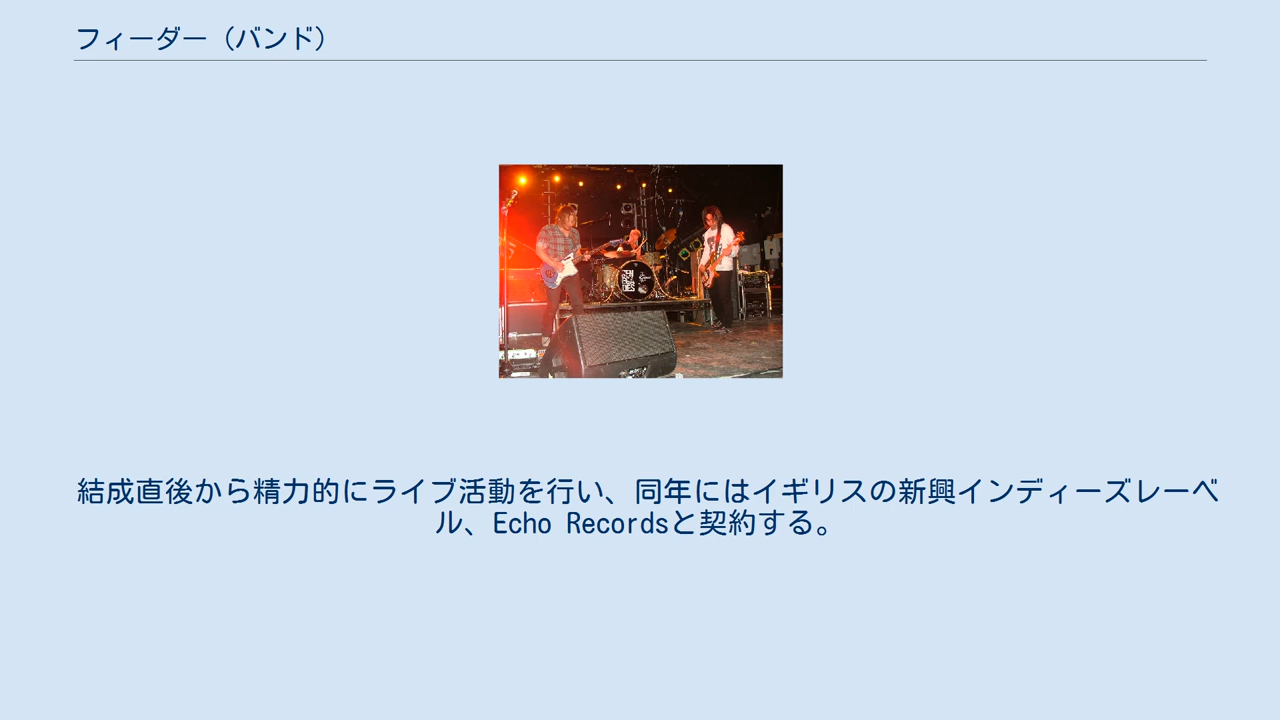 フィーダー（バンド）
結成直後から精力的にライブ活動を行い、同年にはイギリスの新興インディーズレーベ
ル、Echo Recordsと契約する。